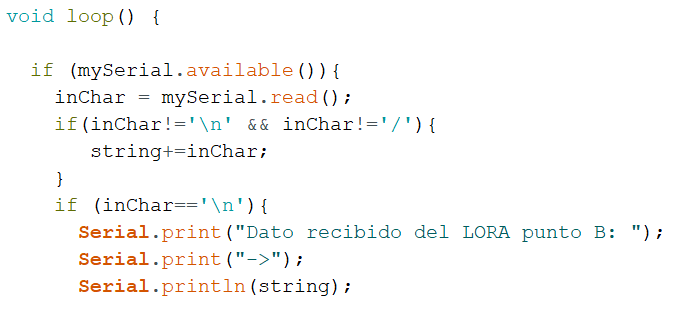 void loop() {
if (mySerial.available()){
inChar = mySerial.read();
if(inChar!='\n' && inChar!='/'){
string+=inChar;
}
if (inChar=='\n'){
Serial.print("Dato recibido del LORA punto B: ");
Serial.print("->");
Serial.println(string);